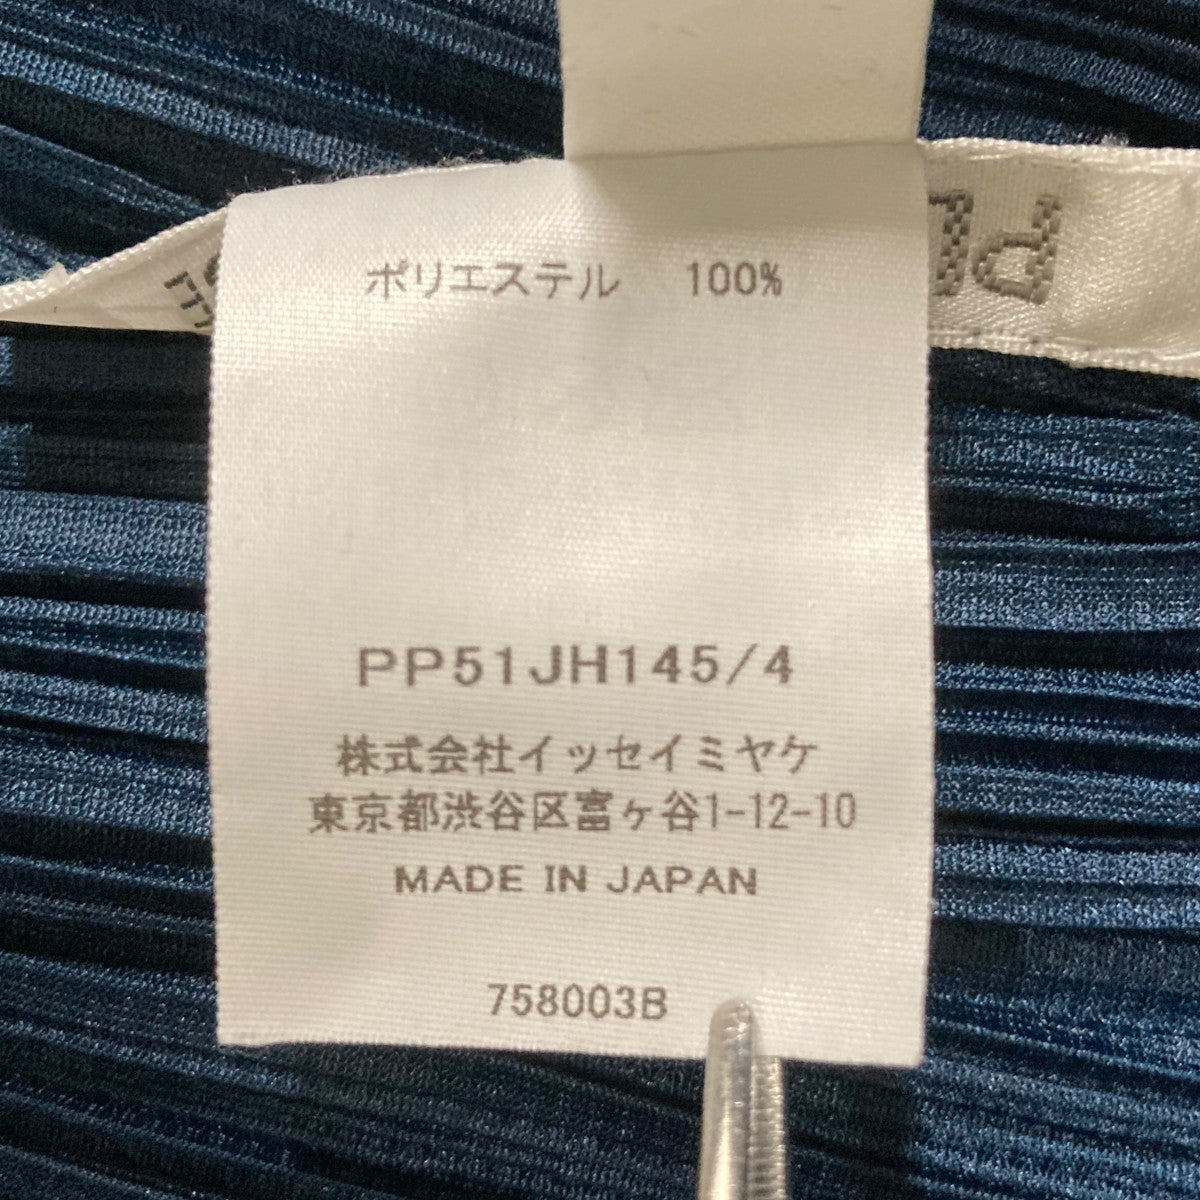 ポリエステル 100%
PL
PP51JH145/4
株式会社イッセイミヤケ
東京都渋谷区富ヶ谷1-12-10
MADE IN JAPAN
758003B